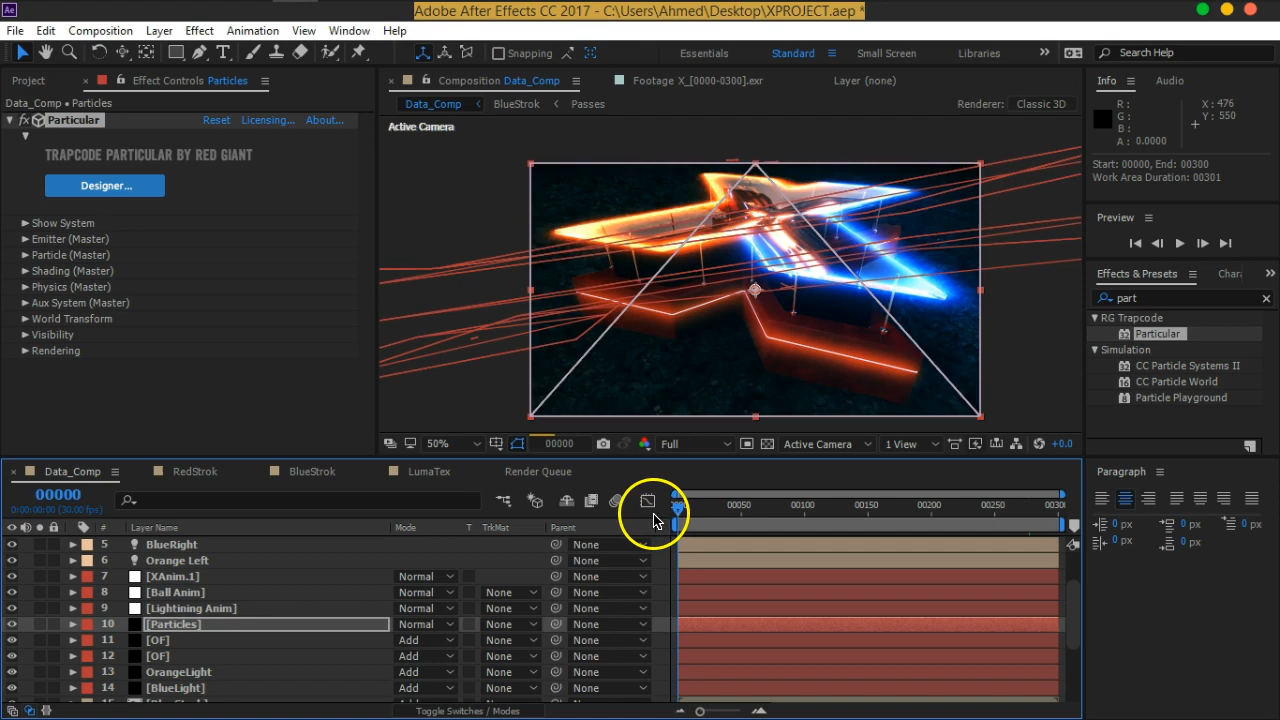 Ae
Adobe After Effects CC 2017 - C:\Users\Ahmed\Desktop\XPROJECT.aep *
File Edit Composition Layer Effect Animation View Window Help
Snapping Essentials Standard Small Screen Libraries Search Help
Project Effect Controls Particles
Data_Comp • Particles
fx Particular Reset Licensing... About...
TRAPCODE PARTICULAR BY RED GIANT
Designer...
Show System
Emitter (Master)
Particle (Master)
Shading (Master)
Physics (Master)
Aux System (Master)
World Transform
Visibility
Rendering
Composition Data_Comp Footage X_[0000-0300].exr Layer (none)
Data_Comp BlueStrok Passes Renderer: Classic 3D
Active Camera
50% 00000 Full Active Camera 1 View +0.0
Info Audio
R : X : 476
G : Y : 550
B :
A : 0.0000
Start: 00000, End: 00300
Work Area Duration: 00301
Preview
Effects & Presets Chara
part
RG Trapcode
32 Particular
Simulation
32 CC Particle Systems II
32 CC Particle World
8 Particle Playground
Data_Comp RedStrok BlueStrok LumaTex Render Queue
00000
0:00:00:00 (30.00 fps)
00050 00100 00150 00200 00250 0030
# Layer Name Mode T TrkMat Parent
5 BlueRight None
6 Orange Left None
7 [XAnim.1] Normal None
8 [Ball Anim] Normal None None
9 [Lightining Anim] Normal None None
10 [Particles] Normal None None
11 [OF] Add None None
12 [OF] Add None None
13 OrangeLight Add None None
14 [BlueLight] Add None None
Toggle Switches / Modes
Paragraph
0 px 0 px 0 px
0 px 0 px